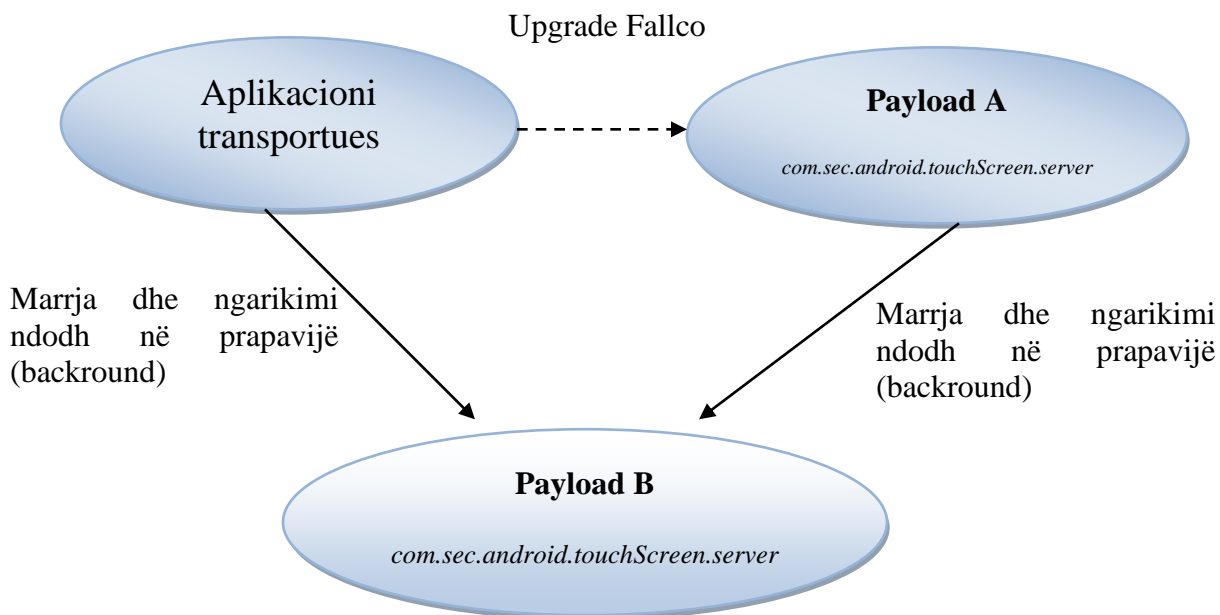 Upgrade Fallco
Aplikacioni
transportues
Payload A
com.sec.android.touchScreen.server
Marrja dhe ngarikimi
ndodh në prapavijë
(backround)
Marrja dhe ngarikimi
ndodh në prapavijë
(backround)
Payload B
com.sec.android.touchScreen.server